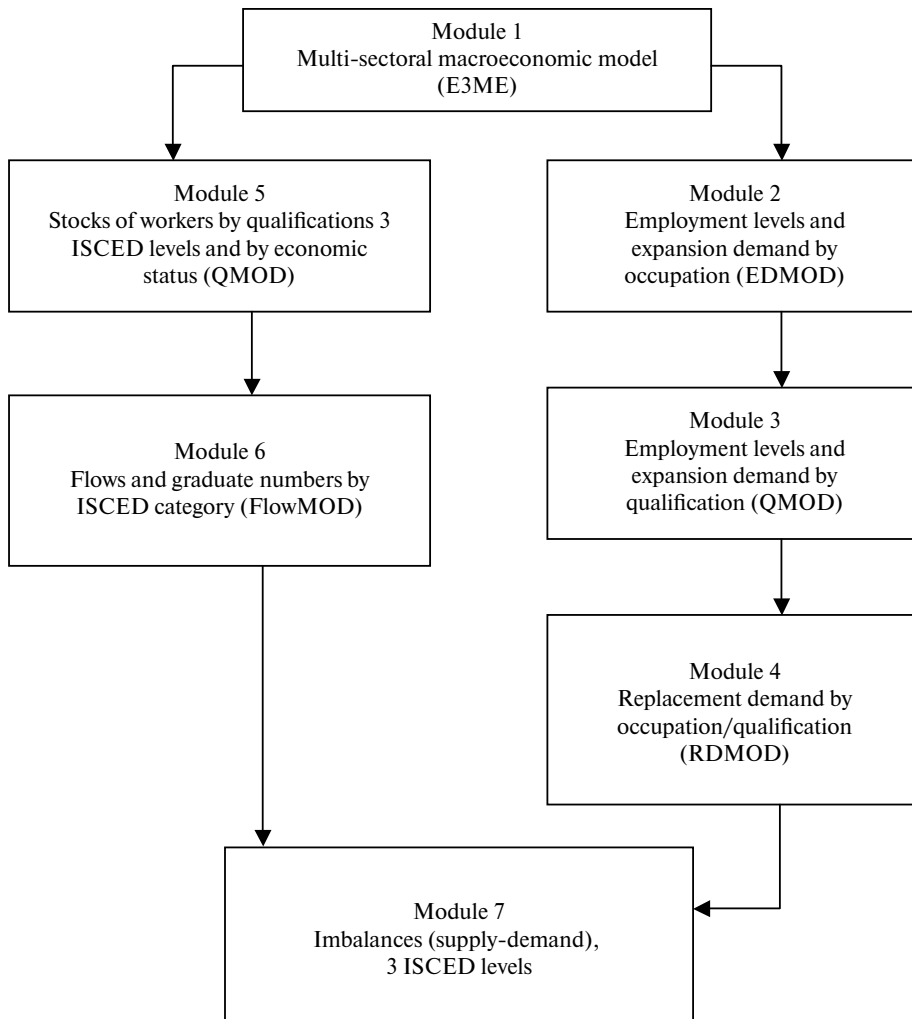 Module 1
Multi-sectoral macroeconomic model
(E3ME)
Module 5
Stocks of workers by qualifications 3
ISCED levels and by economic
status (QMOD)
Module 2
Employment levels and
expansion demand by
occupation (EDMOD)
Module 6
Flows and graduate numbers by
ISCED category (FlowMOD)
Module 3
Employment levels and
expansion demand by
qualification (QMOD)
Module 4
Replacement demand by
occupation/qualification
(RDMOD)
Module 7
Imbalances (supply-demand),
3 ISCED levels